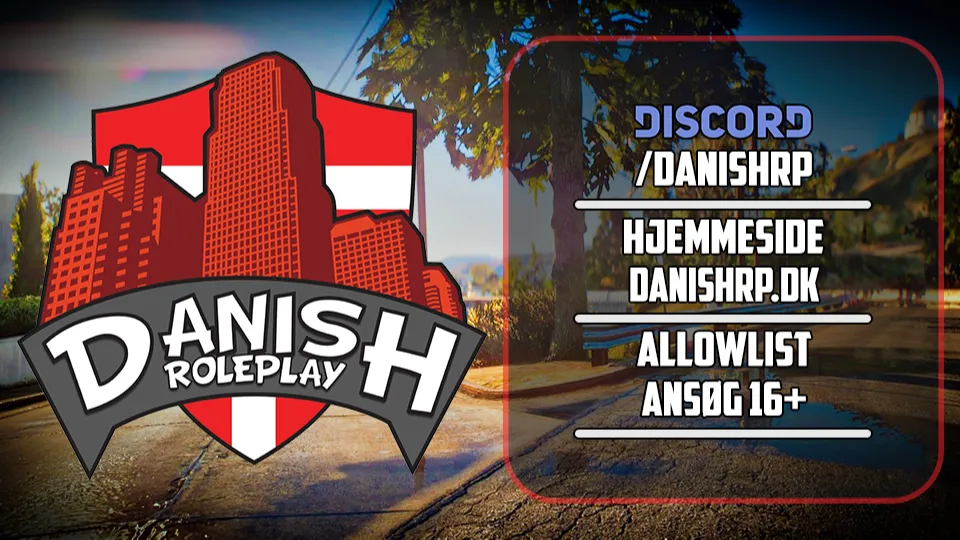 DANISH
ROLEPLAY
DISCORD
/DANISHRP
HJEMMESIDE
DANISHRP.DK
ALLOWLIST
ANSØG 16+